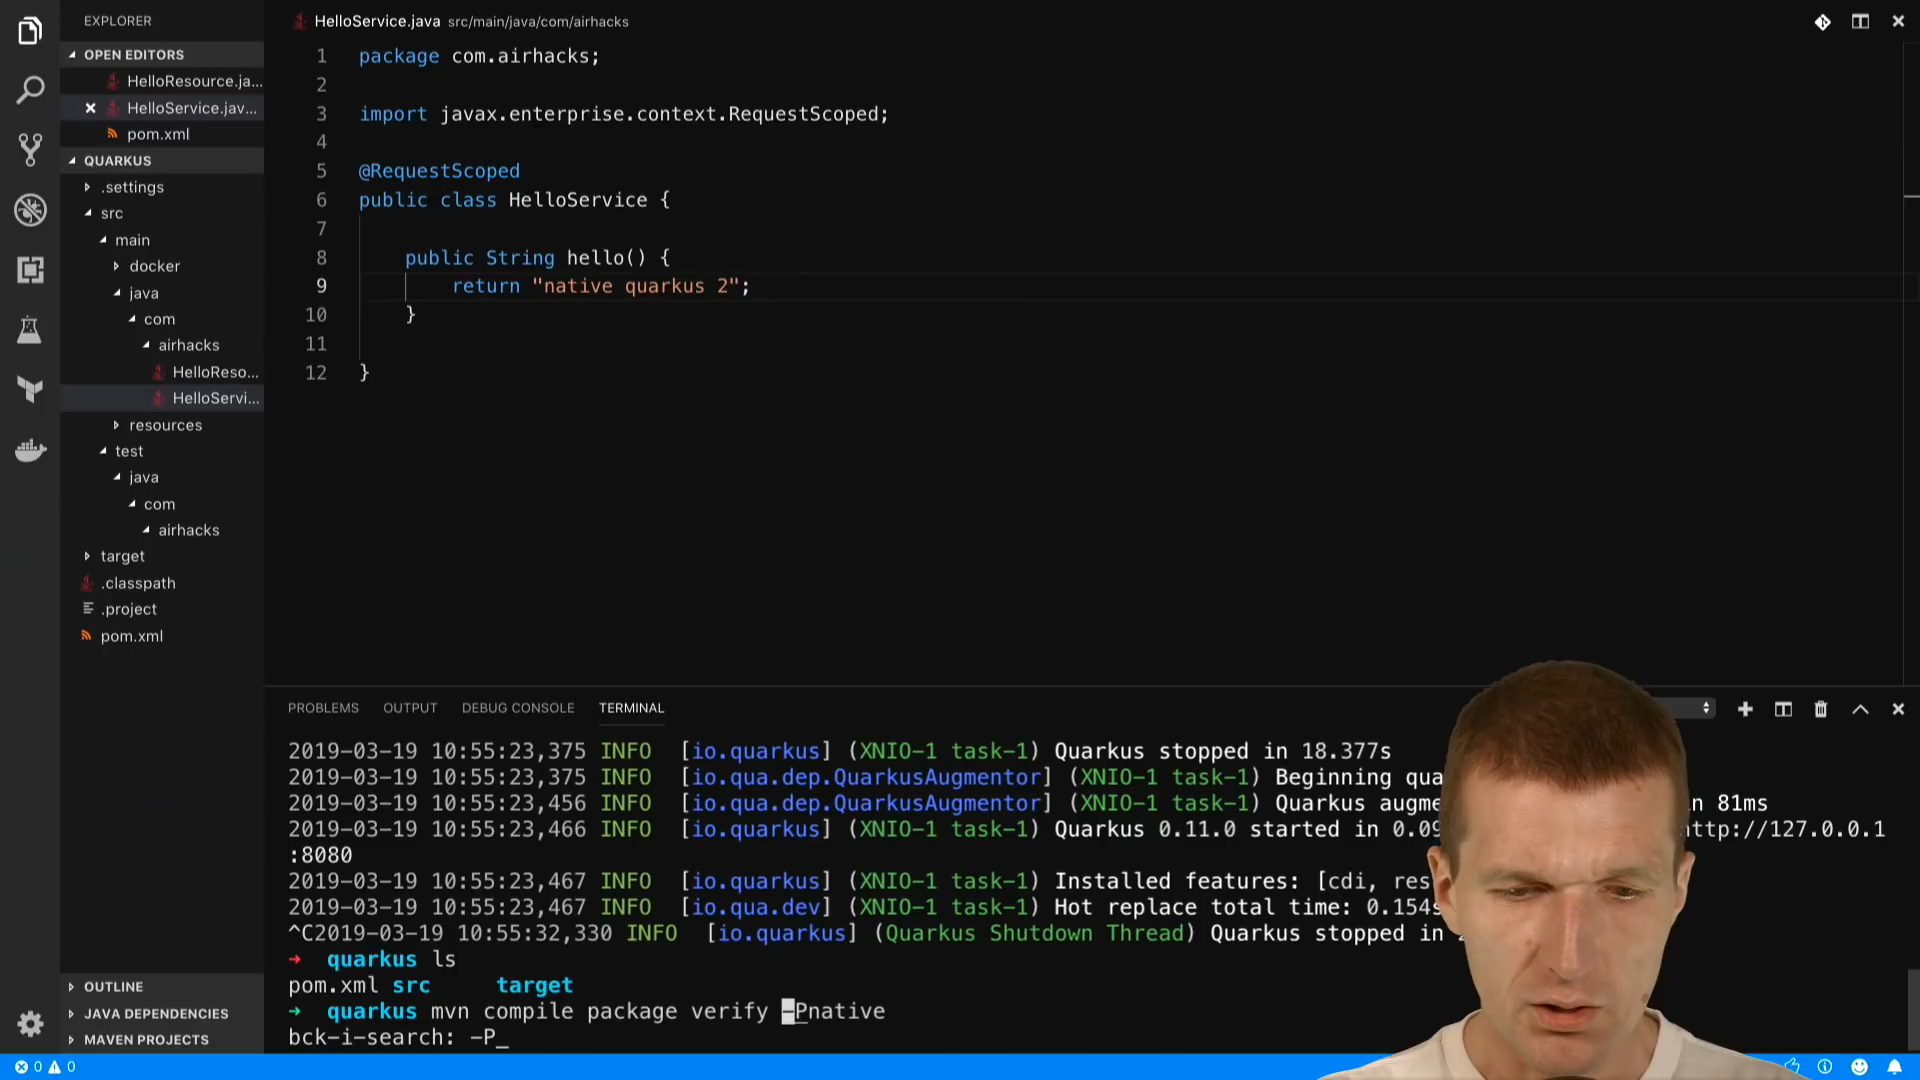 EXPLORER
OPEN EDITORS
HelloResource.ja...
HelloService.jav...
pom.xml
QUARKUS
.settings
src
main
docker
java
com
airhacks
HelloReso...
HelloServi...
resources
test
java
com
airhacks
target
.classpath
.project
pom.xml
OUTLINE
JAVA DEPENDENCIES
MAVEN PROJECTS
HelloService.java src/main/java/com/airhacks
1 package com.airhacks;
2
3 import javax.enterprise.context.RequestScoped;
4
5 @RequestScoped
6 public class HelloService {
7
8 public String hello() {
9 return "native quarkus 2";
10 }
11
12 }
PROBLEMS OUTPUT DEBUG CONSOLE TERMINAL
2019-03-19 10:55:23,375 INFO [io.quarkus] (XNIO-1 task-1) Quarkus stopped in 18.377s
2019-03-19 10:55:23,375 INFO [io.qua.dep.QuarkusAugmentor] (XNIO-1 task-1) Beginning qua
2019-03-19 10:55:23,456 INFO [io.qua.dep.QuarkusAugmentor] (XNIO-1 task-1) Quarkus augme in 81ms
2019-03-19 10:55:23,466 INFO [io.quarkus] (XNIO-1 task-1) Quarkus 0.11.0 started in 0.09 http://127.0.0.1
:8080
2019-03-19 10:55:23,467 INFO [io.quarkus] (XNIO-1 task-1) Installed features: [cdi, res
2019-03-19 10:55:23,467 INFO [io.qua.dev] (XNIO-1 task-1) Hot replace total time: 0.154s
^C2019-03-19 10:55:32,330 INFO [io.quarkus] (Quarkus Shutdown Thread) Quarkus stopped in
➜ quarkus ls
pom.xml src target
➜ quarkus mvn compile package verify -Pnative
bck-i-search: -P_
0 0